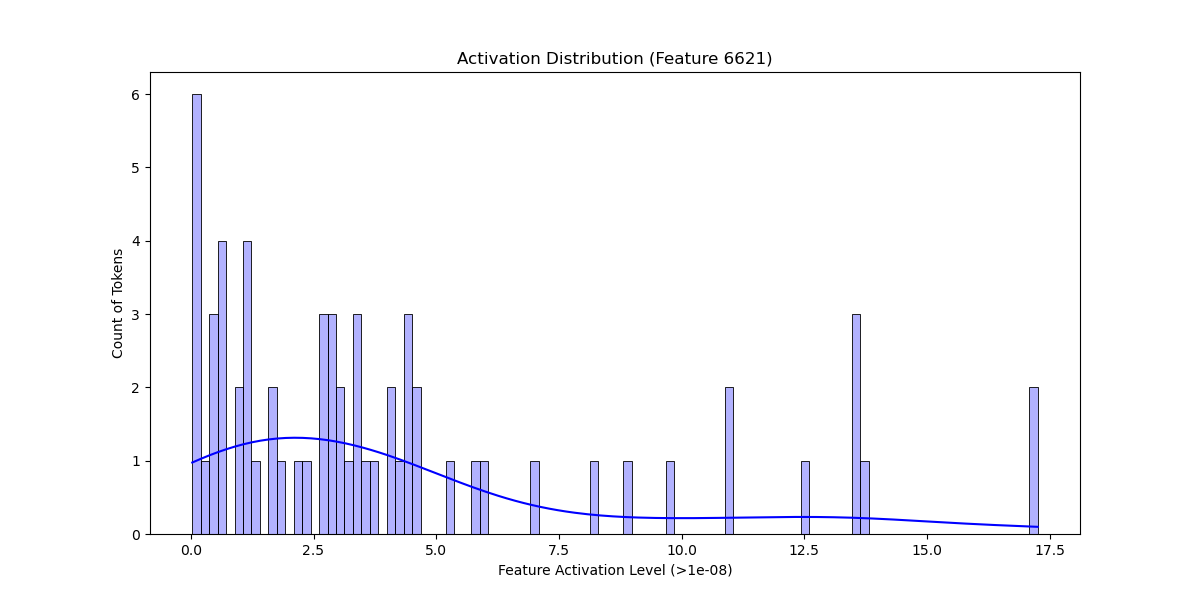 Activation Distribution (Feature 6621)
6
5
4
3
2
1
0
Count of Tokens
0.0 2.5 5.0 7.5 10.0 12.5 15.0 17.5
Feature Activation Level (>1e-08)